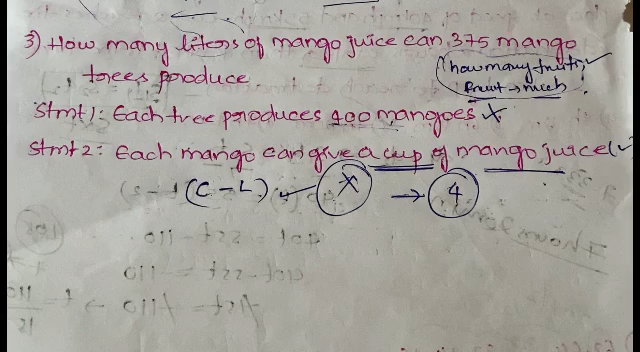 3) How many liters of mango juice can 375 mango
trees produce
(how many fruits ✓
fruit → much ?
Stmt 1: Each tree produces 400 mangoes ✗
Stmt 2: Each mango can give a cup of mango juice (✓
(C-L) ✓ X → 4